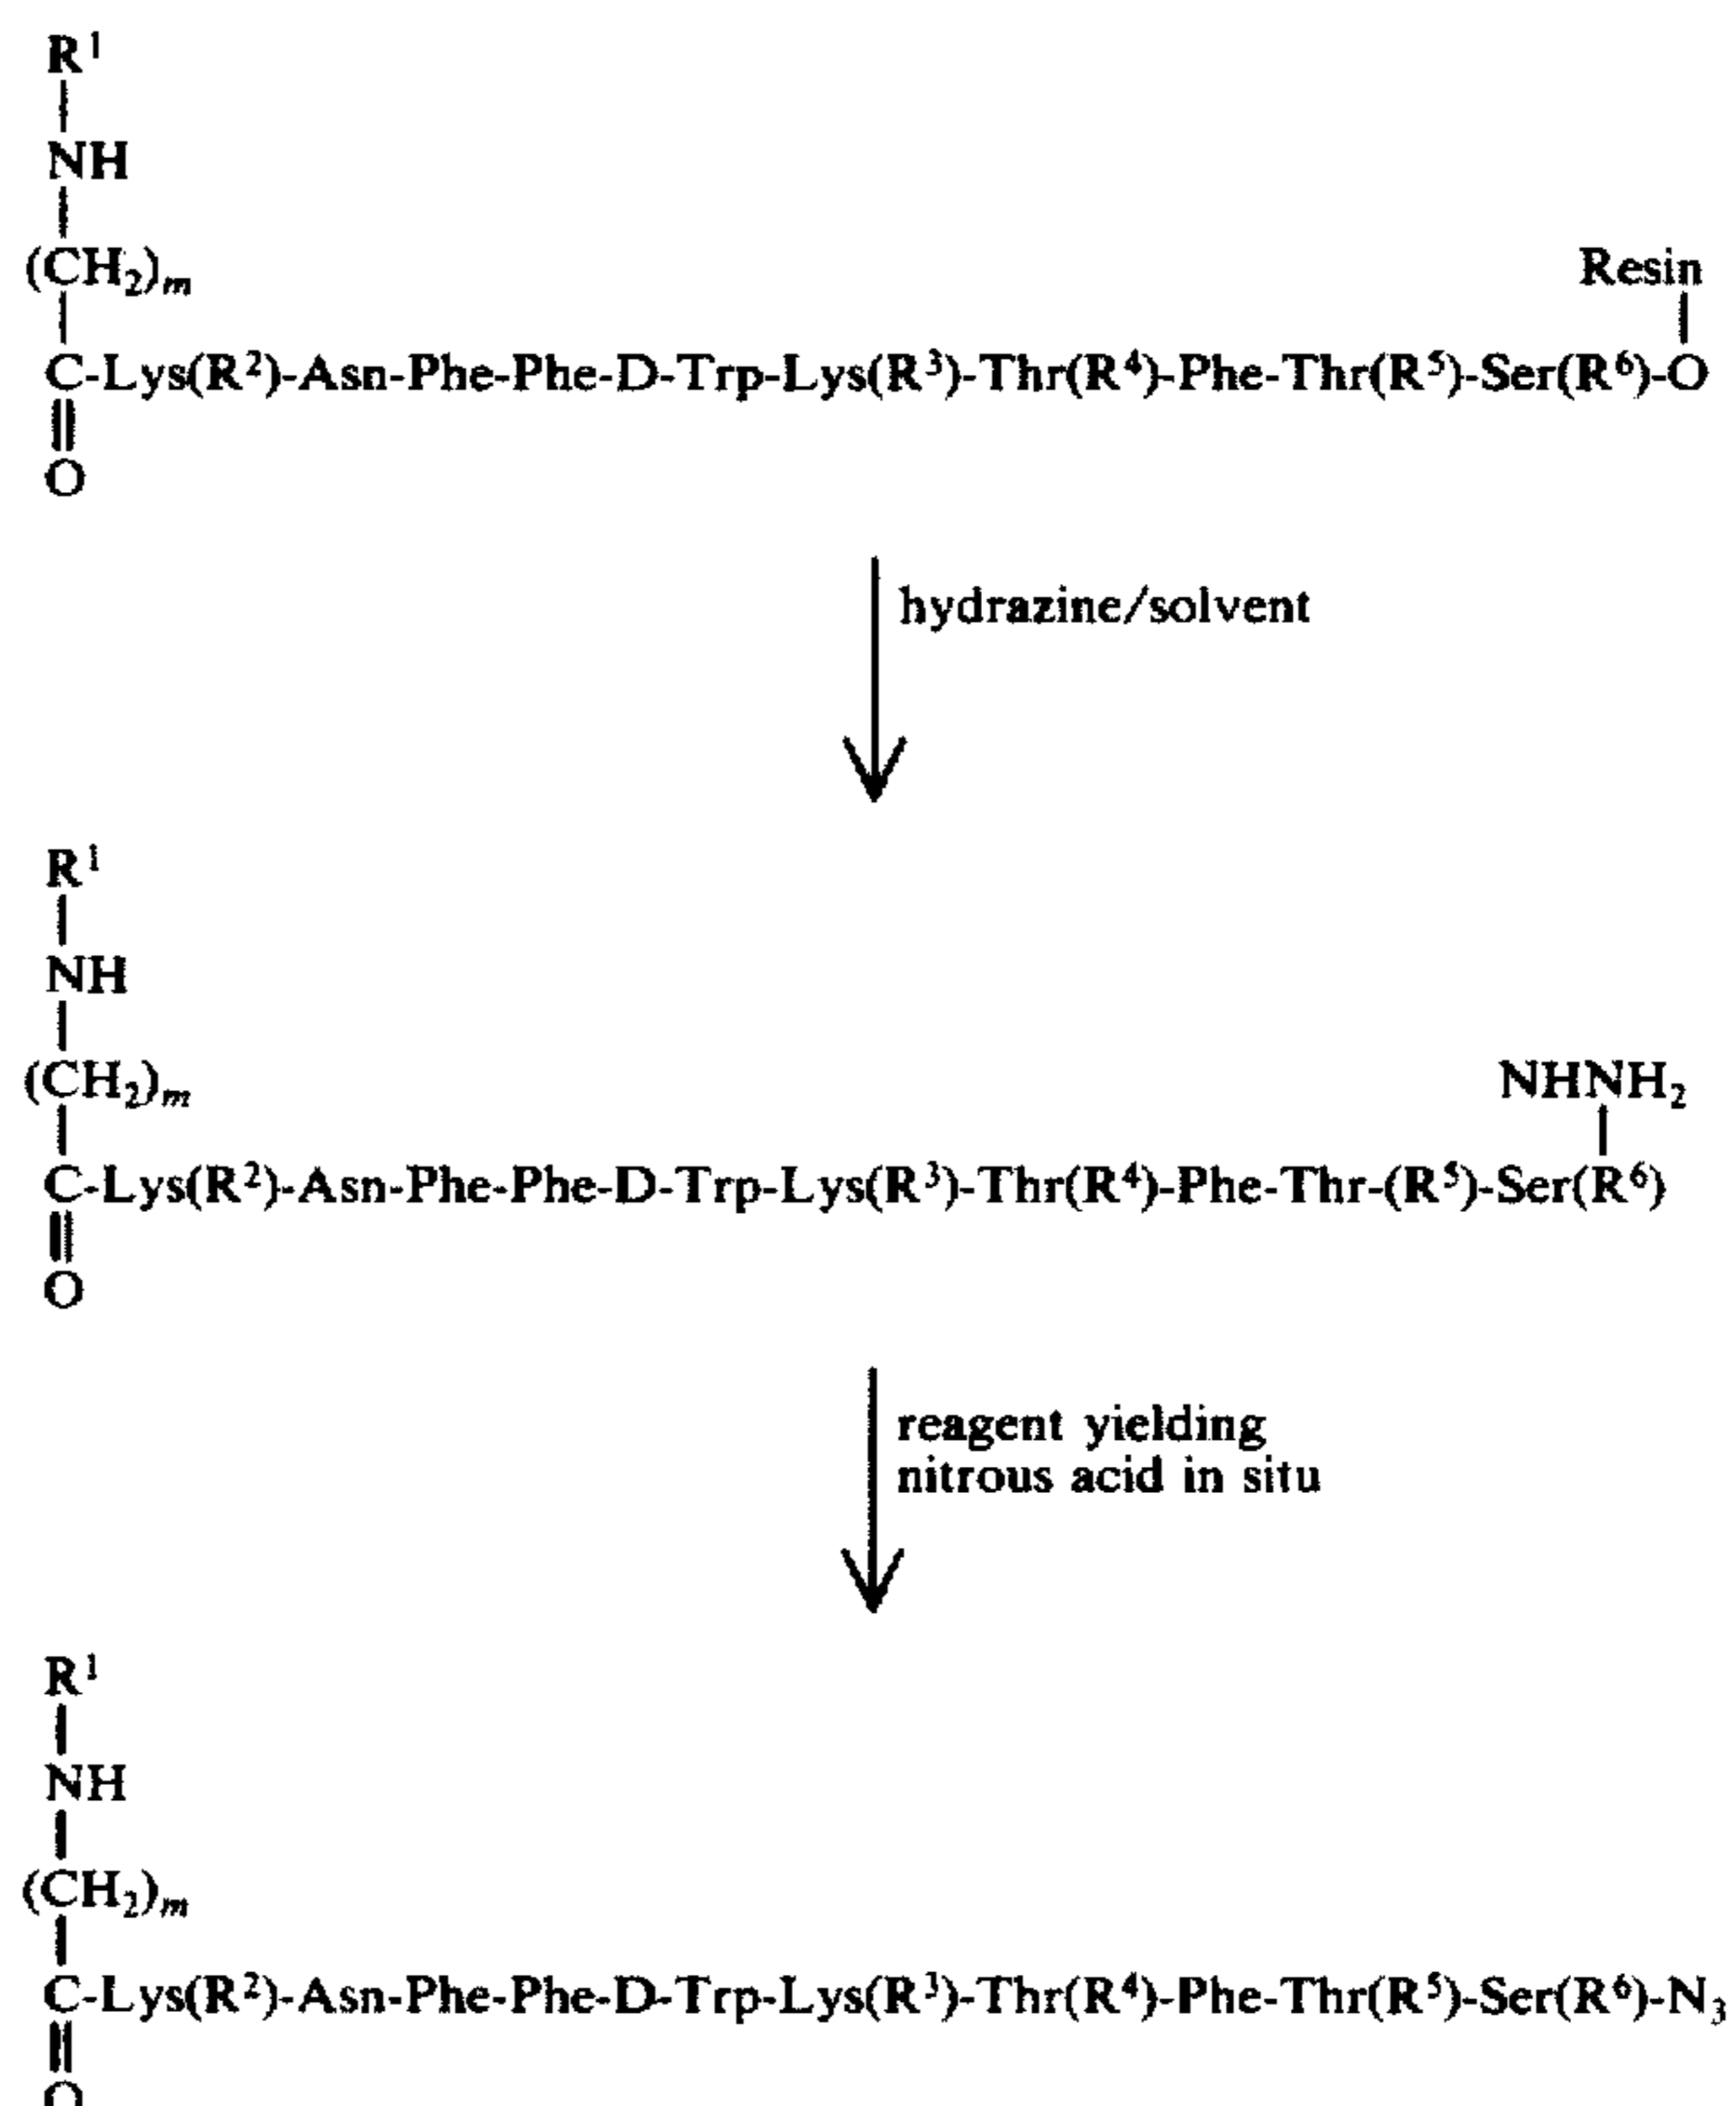 R¹
NH
(CH₂)ₘ
Resin
C-Lys(R²)-Asn-Phe-Phe-D-Trp-Lys(R³)-Thr(R⁴)-Phe-Thr(R⁵)-Ser(R⁶)-O
O
hydrazine/solvent
R¹
NH
(CH₂)ₘ
NHNH₂
C-Lys(R²)-Asn-Phe-Phe-D-Trp-Lys(R³)-Thr(R⁴)-Phe-Thr-(R⁵)-Ser(R⁶)
O
reagent yielding
nitrous acid in situ
R¹
NH
(CH₂)ₘ
C-Lys(R²)-Asn-Phe-Phe-D-Trp-Lys(R³)-Thr(R⁴)-Phe-Thr(R⁵)-Ser(R⁶)-N₃
O